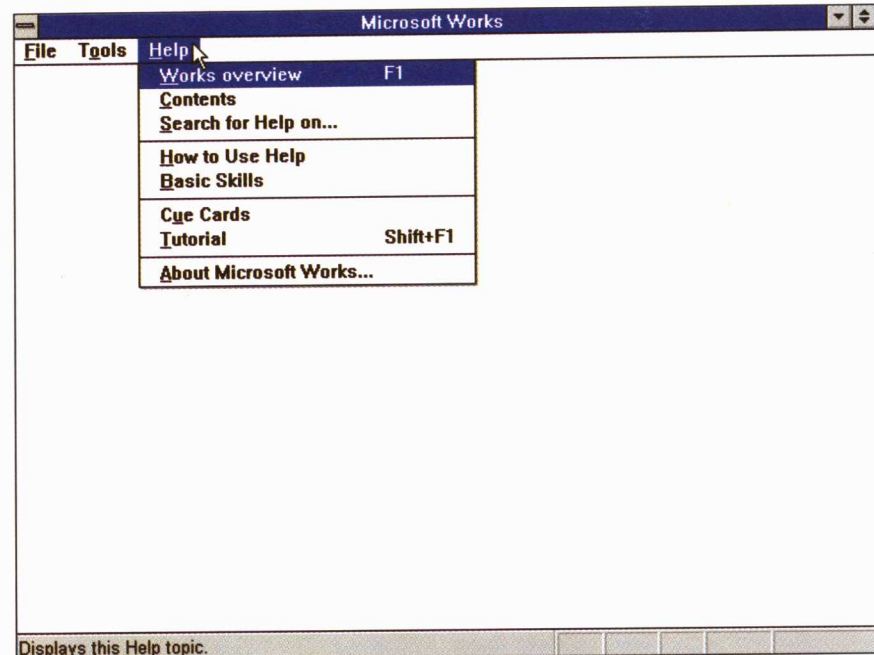 Microsoft Works
File Tools Help
Works overview F1
Contents
Search for Help on...
How to Use Help
Basic Skills
Cue Cards
Tutorial Shift+F1
About Microsoft Works...
Displays this Help topic.